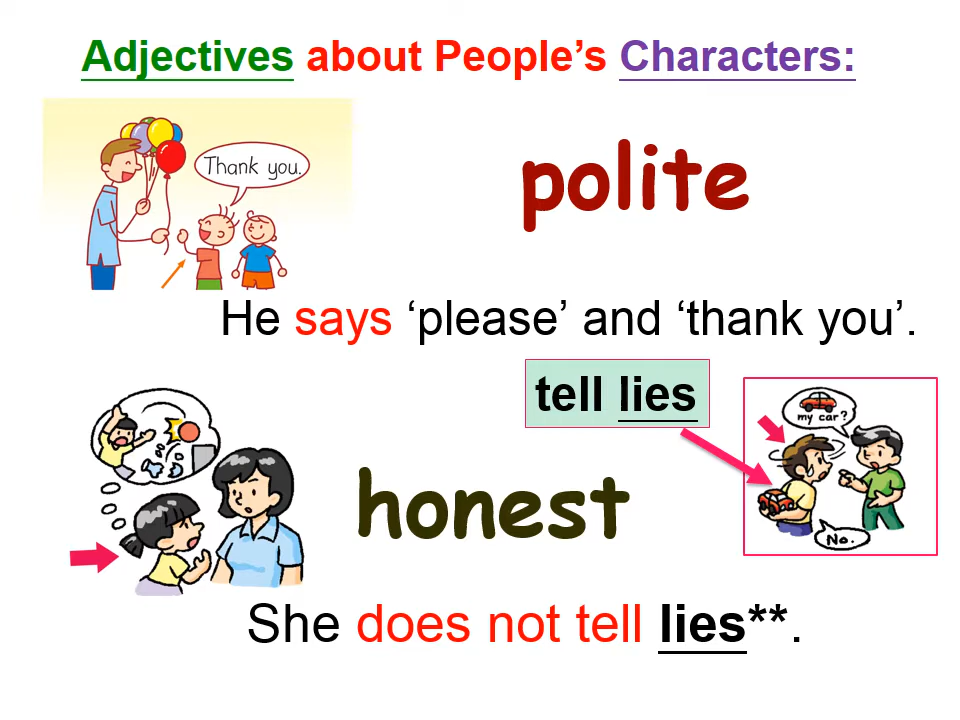 Adjectives about People’s Characters:
Thank you.
polite
He says ‘please’ and ‘thank you’.
tell lies
my car?
honest
No.
She does not tell lies**.